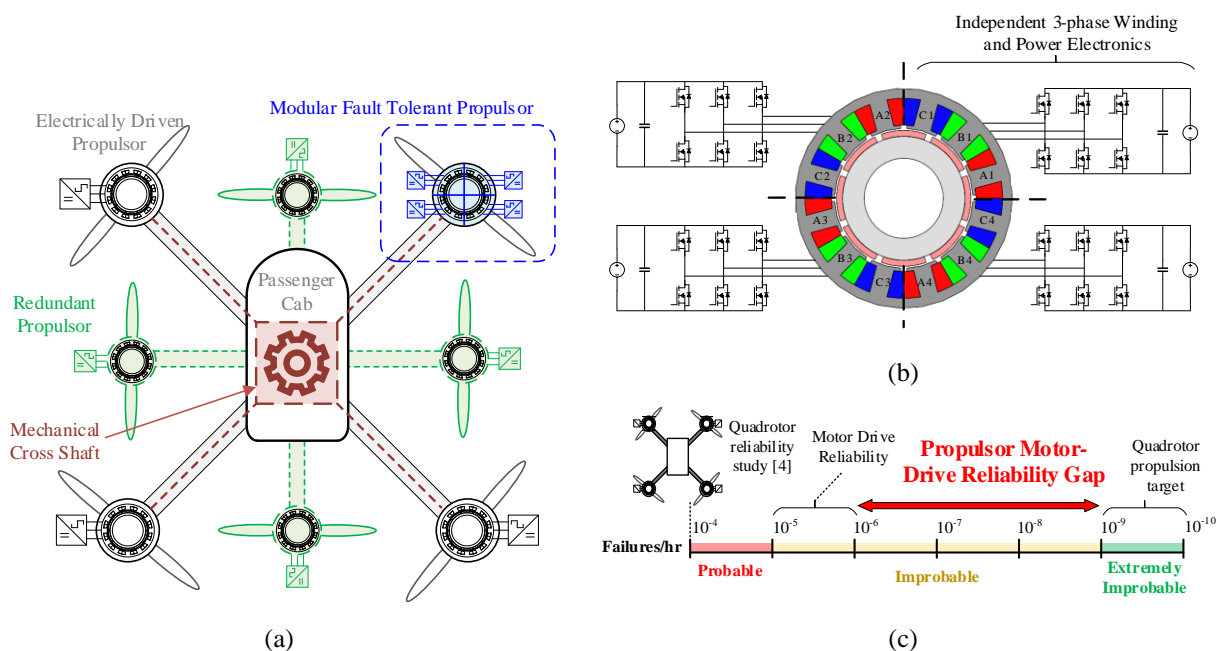 Modular Fault Tolerant Propulsor
Electrically Driven
Propulsor
Passenger
Cab
Redundant
Propulsor
Mechanical
Cross Shaft
(a)
Independent 3-phase Winding
and Power Electronics
A2
C1
B2
B1
C2
A1
A3
C4
B3
B4
C3
A4
(b)
Quadrotor
reliability
study [4]
Motor Drive
Reliability
Propulsor Motor-
Drive Reliability Gap
Quadrotor
propulsion
target
10⁻⁴
10⁻⁵
10⁻⁶
10⁻⁷
10⁻⁸
10⁻⁹
10⁻¹⁰
Failures/hr
Probable
Improbable
Extremely
Improbable
(c)